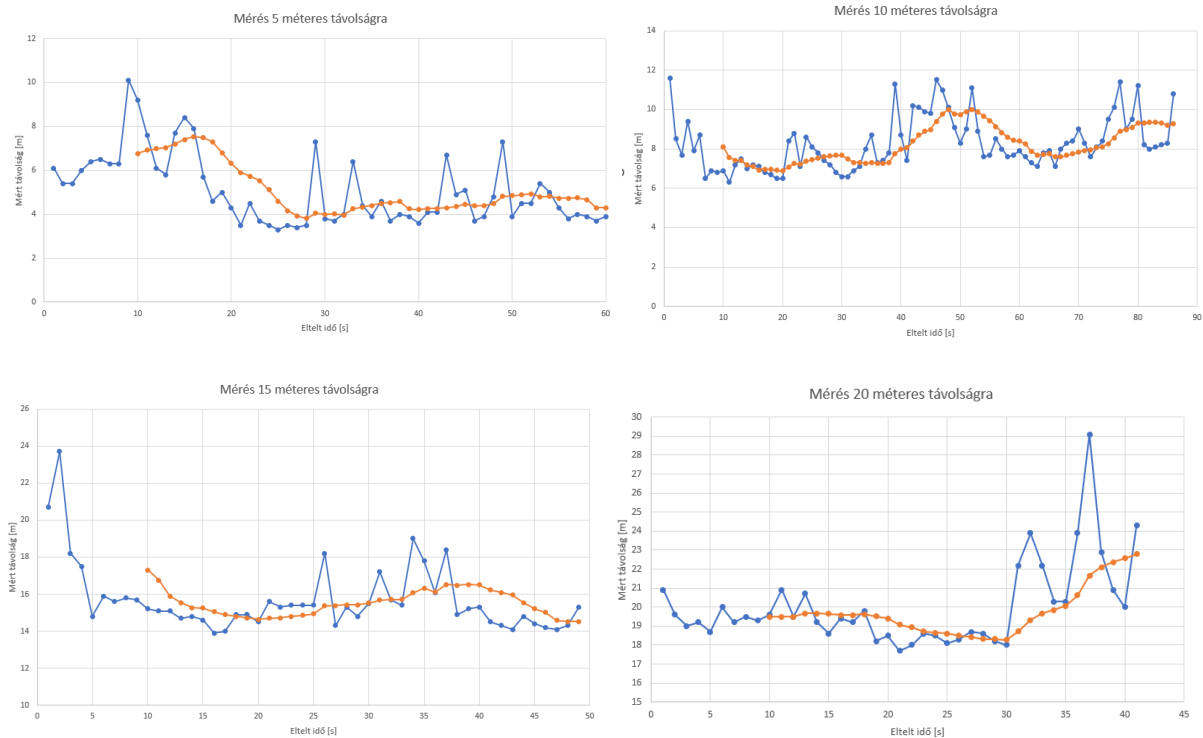 Mérés 5 méteres távolságra
Mért távolság [m]
12
10
8
6
4
2
0
0 10 20 30 40 50 60
Eltelt idő [s]
Mérés 10 méteres távolságra
Mért távolság [m]
14
12
10
8
6
4
2
0
0 10 20 30 40 50 60 70 80 90
Eltelt idő [s]
Mérés 15 méteres távolságra
Mért távolság [m]
26
24
22
20
18
16
14
12
10
0 5 10 15 20 25 30 35 40 45 50
Eltelt idő [s]
Mérés 20 méteres távolságra
Mért távolság [m]
30
29
28
27
26
25
24
23
22
21
20
19
18
17
16
15
0 5 10 15 20 25 30 35 40 45
Eltelt idő [s]